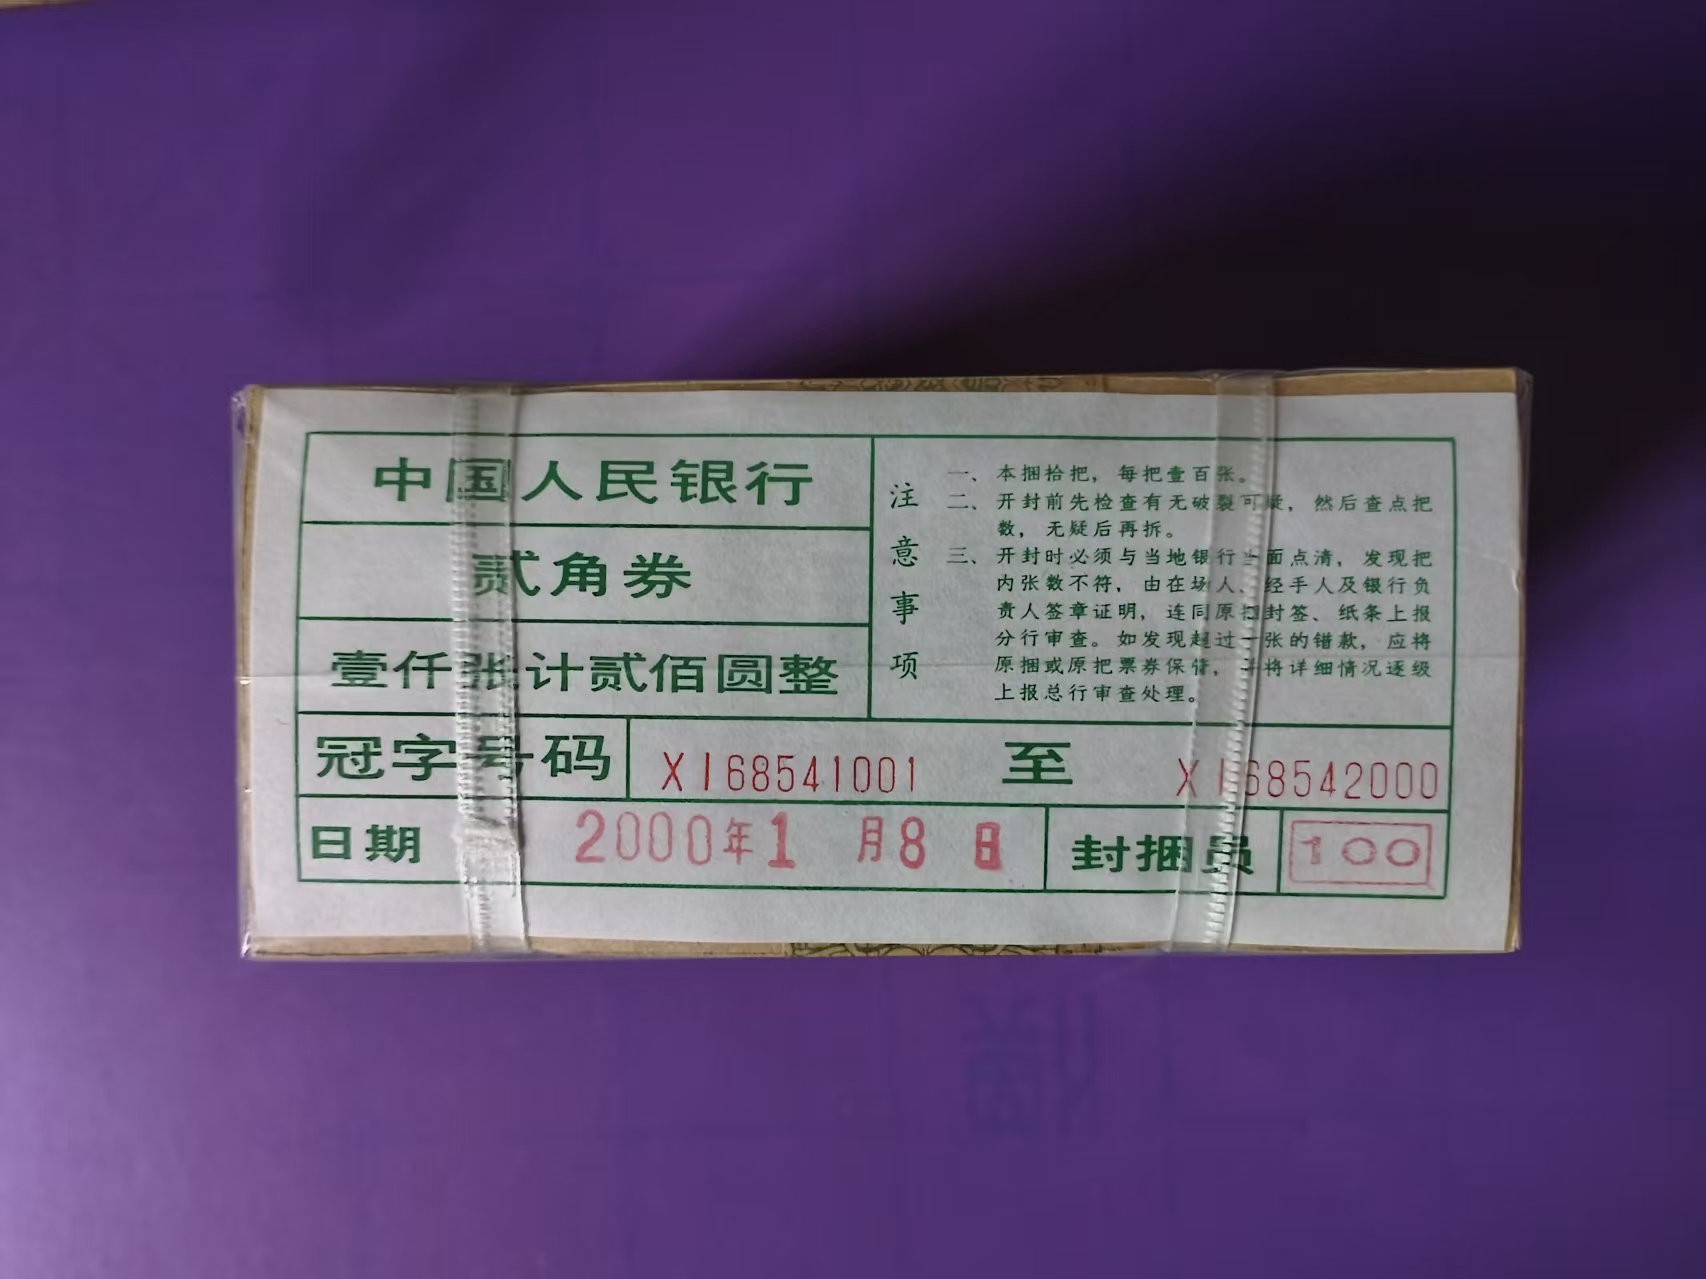 中国人民银行
贰角券
壹仟张计贰佰圆整
注意事项
一、本捆拾把，每把壹百张。
二、开封前先检查有无破裂可疑，然后查点把
数，无疑后再拆。
三、开封时必须与当地银行当面点清，发现把
内张数不符，由在场人、经手人及银行负
责人签章证明，连同原捆封签、纸条上报
分行审查。如发现超过一张的错款，应将
原捆或原把票券保留，并将详细情况逐级
上报总行审查处理。
冠字号码 XI68541001 至 XI68542000
日期 2000年1月8日 封捆员 100